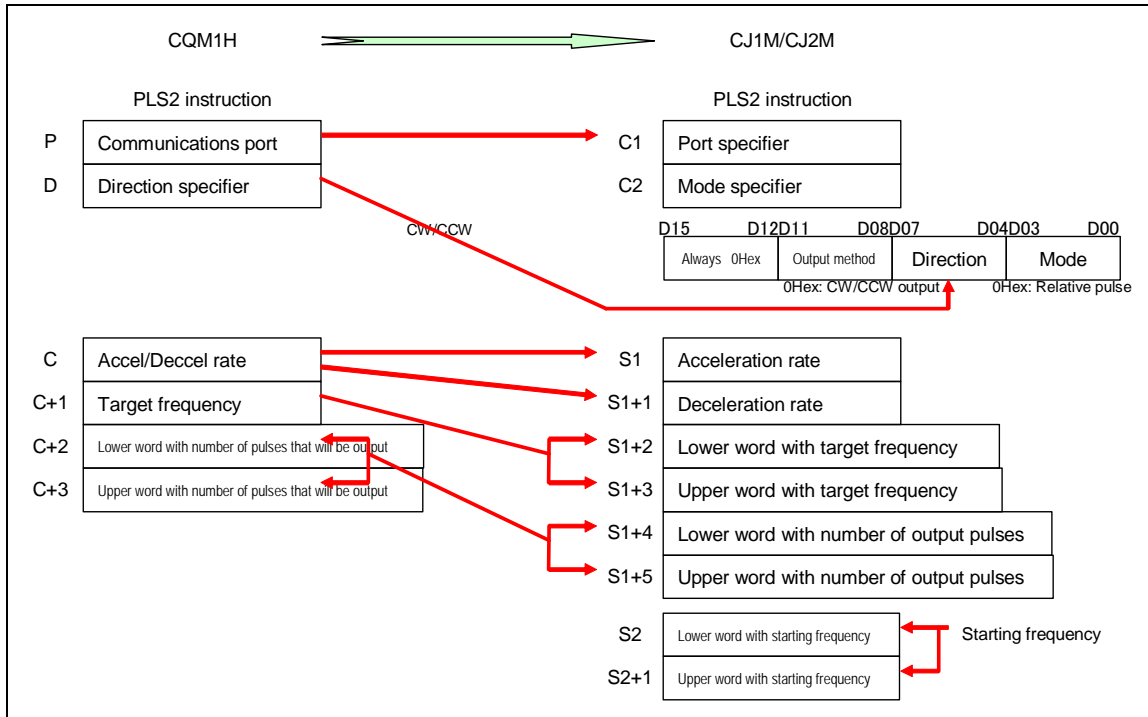 CQM1H CJ1M/CJ2M
PLS2 instruction PLS2 instruction
P Communications port C1 Port specifier
D Direction specifier C2 Mode specifier
CW/CCW D15 D12D11 D08D07 D04D03 D00
Always 0Hex Output method Direction Mode
0Hex: CW/CCW output 0Hex: Relative pulse
C Accel/Deccel rate S1 Acceleration rate
C+1 Target frequency S1+1 Deceleration rate
C+2 Lower word with number of pulses that will be output S1+2 Lower word with target frequency
C+3 Upper word with number of pulses that will be output S1+3 Upper word with target frequency
S1+4 Lower word with number of output pulses
S1+5 Upper word with number of output pulses
S2 Lower word with starting frequency Starting frequency
S2+1 Upper word with starting frequency